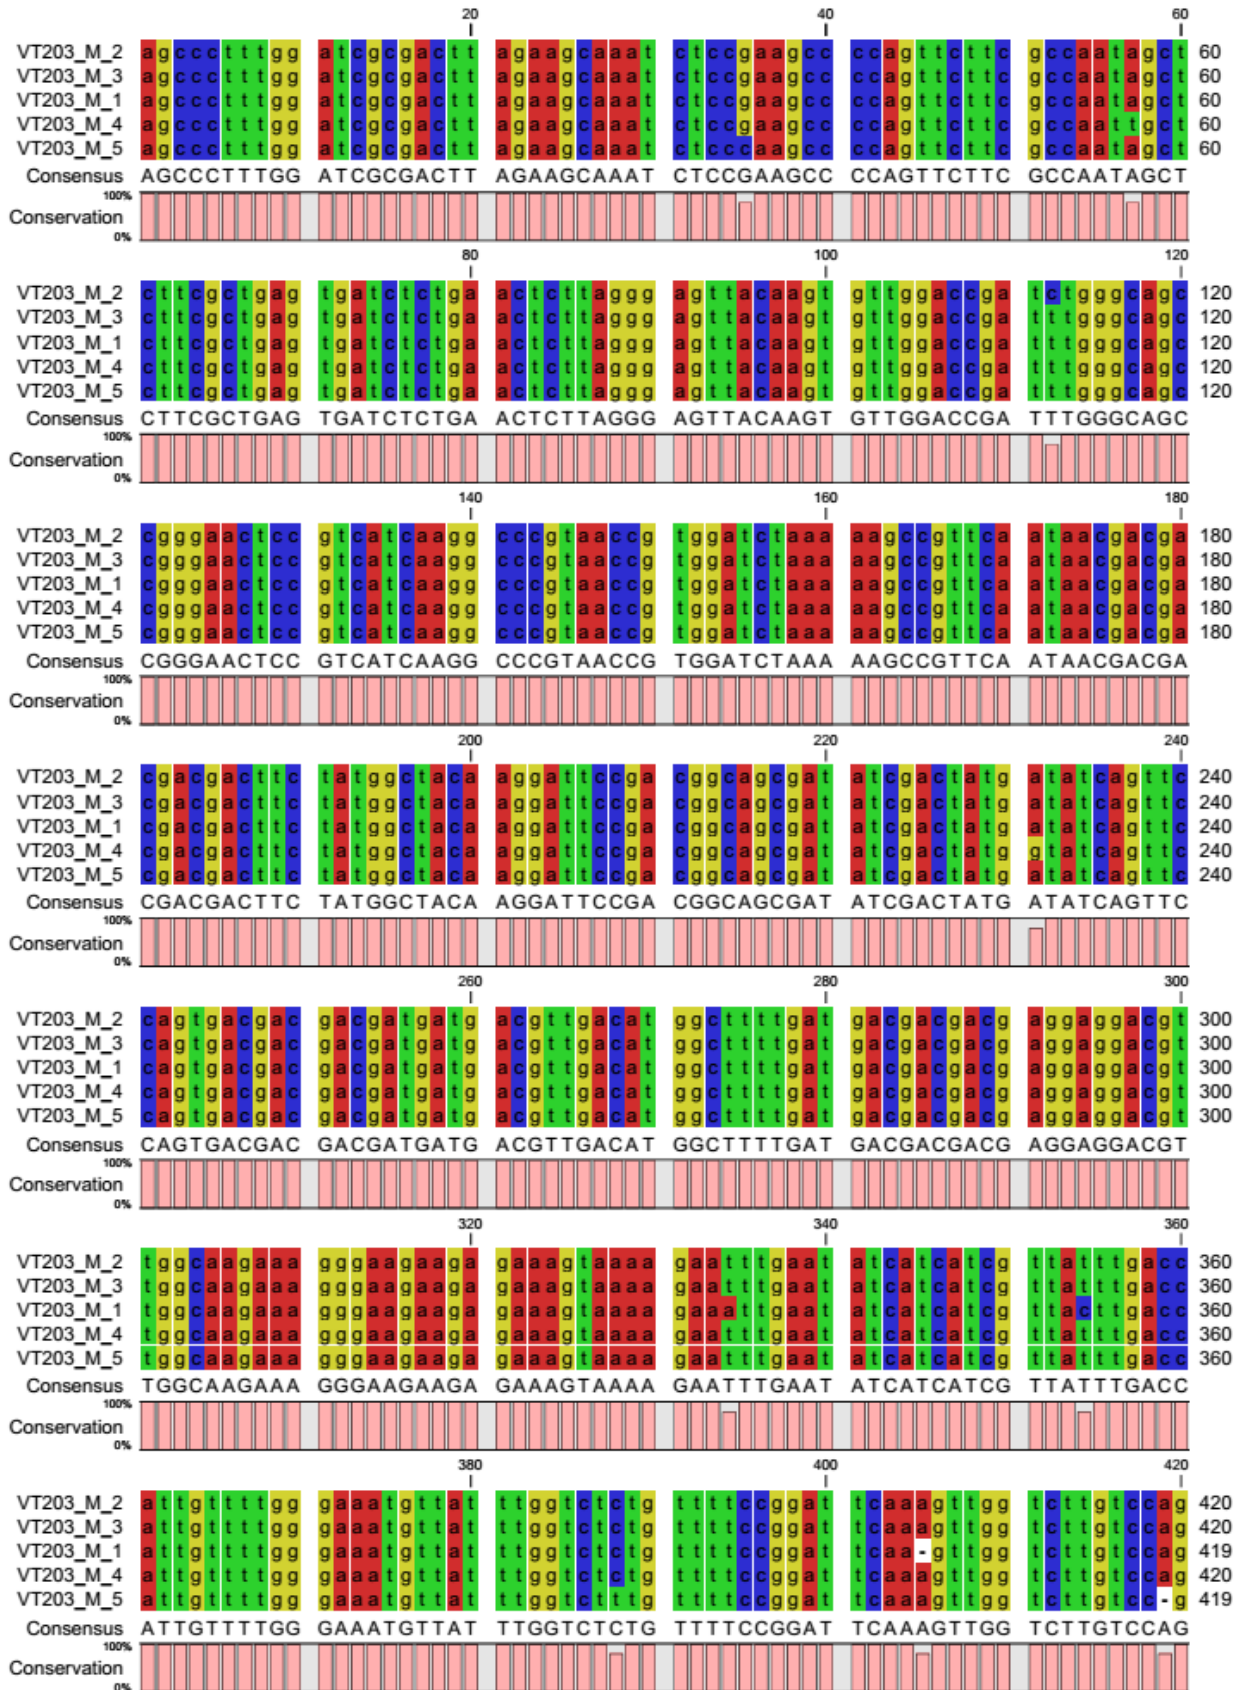 20 40 60
VT203_M_2 agccctttgg atcgcgactt agaagcaaat ctccgaagcc ccagttcttc gccaatagct 60
VT203_M_3 agccctttgg atcgcgactt agaagcaaat ctccgaagcc ccagttcttc gccaatagct 60
VT203_M_1 agccctttgg atcgcgactt agaagcaaat ctccgaagcc ccagttcttc gccaatagct 60
VT203_M_4 agccctttgg atcgcgactt agaagcaaat ctccgaagcc ccagttcttc gccaattgct 60
VT203_M_5 agccctttgg atcgcgactt agaagcaaat ctcccaagcc ccagttcttc gccaatagct 60
Consensus AGCCCTTTGG ATCGCGACTT AGAAGCAAAT CTCCGAAGCC CCAGTTCTTC GCCAATAGCT
100%
Conservation
0%
80 100 120
VT203_M_2 cttcgctgag tgatctctga actcttaggg agttacaagt gttggaccga tctgggcagc 120
VT203_M_3 cttcgctgag tgatctctga actcttaggg agttacaagt gttggaccga tttgggcagc 120
VT203_M_1 cttcgctgag tgatctctga actcttaggg agttacaagt gttggaccga tttgggcagc 120
VT203_M_4 cttcgctgag tgatctctga actcttaggg agttacaagt gttggaccga tttgggcagc 120
VT203_M_5 cttcgctgag tgatctctga actcttaggg agttacaagt gttggaccga tttgggcagc 120
Consensus CTTCGCTGAG TGATCTCTGA ACTCTTAGGG AGTTACAAGT GTTGGACCGA TTTGGGCAGC
100%
Conservation
0%
140 160 180
VT203_M_2 cgggaactcc gtcatcaagg cccgtaaccg tggatctaaa aagccgttca ataacgacga 180
VT203_M_3 cgggaactcc gtcatcaagg cccgtaaccg tggatctaaa aagccgttca ataacgacga 180
VT203_M_1 cgggaactcc gtcatcaagg cccgtaaccg tggatctaaa aagccgttca ataacgacga 180
VT203_M_4 cgggaactcc gtcatcaagg cccgtaaccg tggatctaaa aagccgttca ataacgacga 180
VT203_M_5 cgggaactcc gtcatcaagg cccgtaaccg tggatctaaa aagccgttca ataacgacga 180
Consensus CGGGAACTCC GTCATCAAGG CCCGTAACCG TGGATCTAAA AAGCCGTTCA ATAACGACGA
100%
Conservation
0%
200 220 240
VT203_M_2 cgacgacttc tatggctaca aggattccga cggcagcgat atcgactatg atatcagttc 240
VT203_M_3 cgacgacttc tatggctaca aggattccga cggcagcgat atcgactatg atatcagttc 240
VT203_M_1 cgacgacttc tatggctaca aggattccga cggcagcgat atcgactatg atatcagttc 240
VT203_M_4 cgacgacttc tatggctaca aggattccga cggcagcgat atcgactatg gtatcagttc 240
VT203_M_5 cgacgacttc tatggctaca aggattccga cggcagcgat atcgactatg atatcagttc 240
Consensus CGACGACTTC TATGGCTACA AGGATTCCGA CGGCAGCGAT ATCGACTATG ATATCAGTTC
100%
Conservation
0%
260 280 300
VT203_M_2 cagtgacgac gacgatgatg acgttgacat ggcttttgat gacgacgacg aggaggacgt 300
VT203_M_3 cagtgacgac gacgatgatg acgttgacat ggcttttgat gacgacgacg aggaggacgt 300
VT203_M_1 cagtgacgac gacgatgatg acgttgacat ggcttttgat gacgacgacg aggaggacgt 300
VT203_M_4 cagtgacgac gacgatgatg acgttgacat ggcttttgat gacgacgacg aggaggacgt 300
VT203_M_5 cagtgacgac gacgatgatg acgttgacat ggcttttgat gacgacgacg aggaggacgt 300
Consensus CAGTGACGAC GACGATGATG ACGTTGACAT GGCTTTTGAT GACGACGACG AGGAGGACGT
100%
Conservation
0%
320 340 360
VT203_M_2 tggcaagaaa gggaagaaga gaaagtaaaa gaatttgaat atcatcatcg ttatttgacc 360
VT203_M_3 tggcaagaaa gggaagaaga gaaagtaaaa gaatttgaat atcatcatcg ttatttgacc 360
VT203_M_1 tggcaagaaa gggaagaaga gaaagtaaaa gaaattgaat atcatcatcg ttacttgacc 360
VT203_M_4 tggcaagaaa gggaagaaga gaaagtaaaa gaatttgaat atcatcatcg ttatttgacc 360
VT203_M_5 tggcaagaaa gggaagaaga gaaagtaaaa gaatttgaat atcatcatcg ttatttgacc 360
Consensus TGGCAAGAAA GGGAAGAAGA GAAAGTAAAA GAATTTGAAT ATCATCATCG TTATTTGACC
100%
Conservation
0%
380 400 420
VT203_M_2 attgttttgg gaaatgttat ttggtctctg ttttccggat tcaaagttgg tcttgtccag 420
VT203_M_3 attgttttgg gaaatgttat ttggtctctg ttttccggat tcaaagttgg tcttgtccag 420
VT203_M_1 attgttttgg gaaatgttat ttggtctctg ttttccggat tcaa-gttgg tcttgtccag 419
VT203_M_4 attgttttgg gaaatgttat ttggtctctg ttttccggat tcaaagttgg tcttgtccag 420
VT203_M_5 attgttttgg gaaatgttat ttggtctttg ttttccggat tcaaagttgg tcttgtcc-g 419
Consensus ATTGTTTTGG GAAATGTTAT TTGGTCTCTG TTTTCCGGAT TCAAAGTTGG TCTTGTCCAG
100%
Conservation
0%